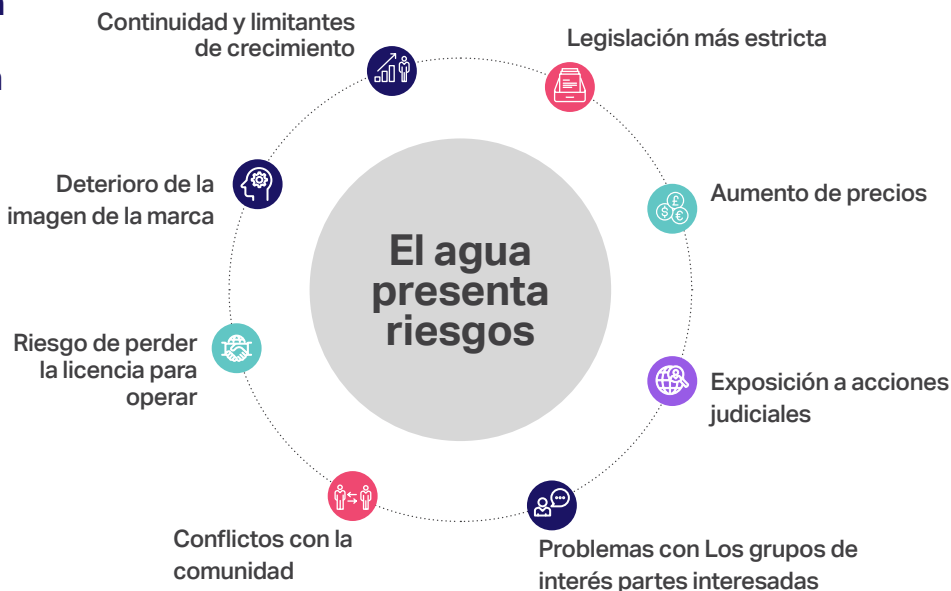 Continuidad y limitantes
de crecimiento
Legislación más estricta
Aumento de precios
Exposición a acciones
judiciales
Problemas con Los grupos de
interés partes interesadas
Conflictos con la
comunidad
Riesgo de perder
la licencia para
operar
Deterioro de la
imagen de la marca
El agua
presenta
riesgos